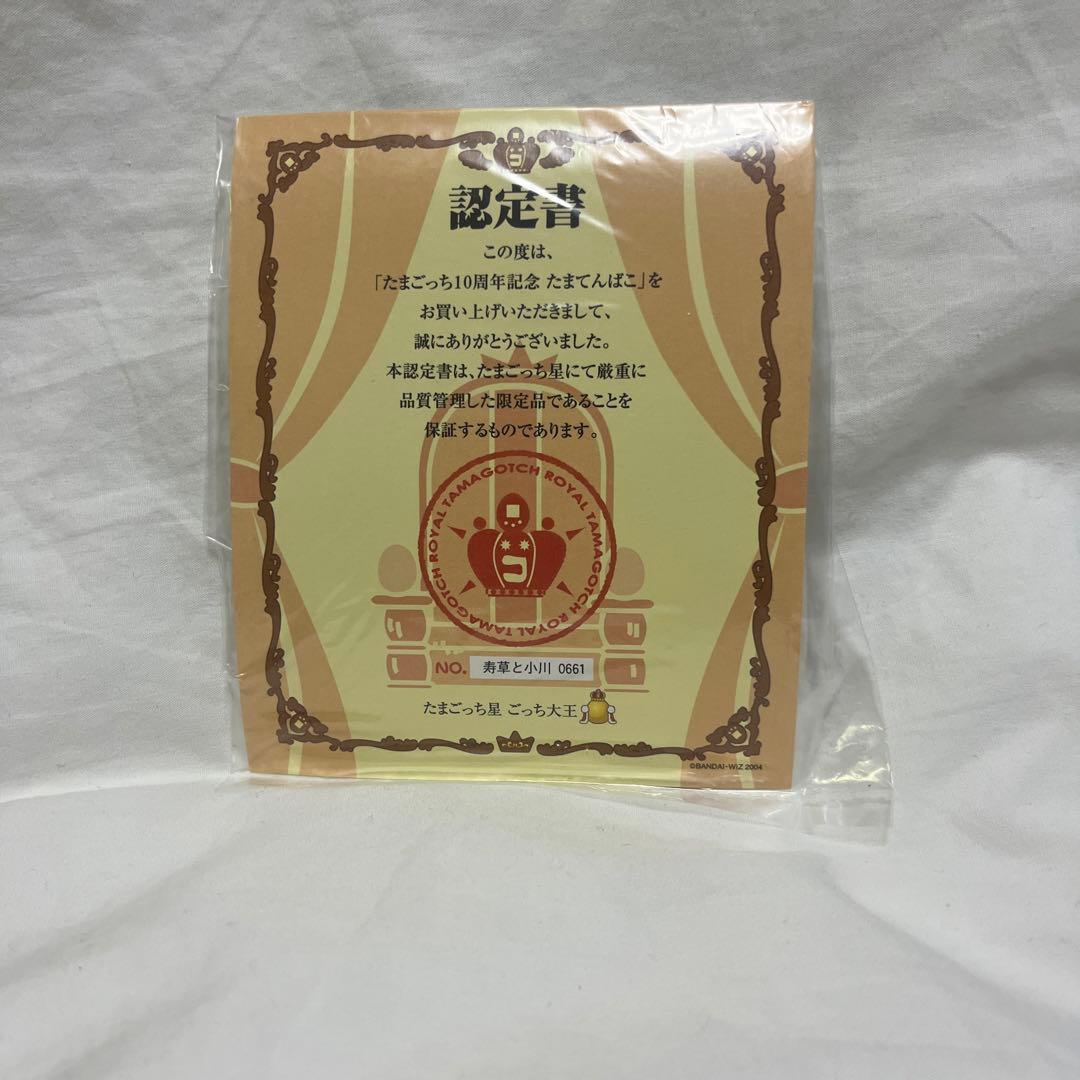 認定書
この度は、
「たまごっち10周年記念 たまてんばこ」を
お買い上げいただきまして、
誠にありがとうございました。
本認定書は、たまごっち星にて厳重に
品質管理した限定品であることを
保証するものであります。
ROYAL TAMAGOTCH ROYAL TAMAGOTCH ROYAL TAMAGOTCH
コ
NO. 寿草と小川 0661
たまごっち星 ごっち大王
©BANDAI・WiZ 2004